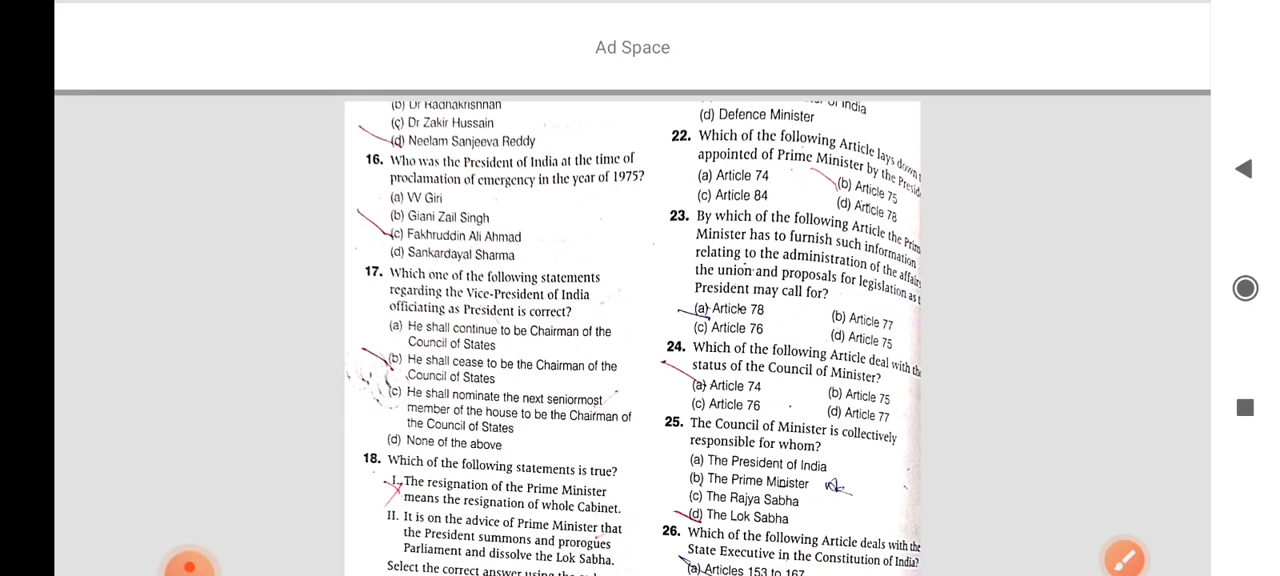 Ad Space
(b) Dr Radhakrishnan
(c) Dr Zakir Hussain
(d) Neelam Sanjeeva Reddy
16. Who was the President of India at the time of
proclamation of emergency in the year of 1975?
(a) VV Giri
(b) Giani Zail Singh
(c) Fakhruddin Ali Ahmad
(d) Sankardayal Sharma
17. Which one of the following statements
regarding the Vice-President of India
officiating as President is correct?
(a) He shall continue to be Chairman of the
Council of States
(b) He shall cease to be the Chairman of the
Council of States
(c) He shall nominate the next seniormost
member of the house to be the Chairman of
the Council of States
(d) None of the above
18. Which of the following statements is true?
I. The resignation of the Prime Minister
means the resignation of whole Cabinet.
II. It is on the advice of Prime Minister that
the President summons and prorogues
Parliament and dissolve the Lok Sabha.
Select the correct answer using the
of India
(d) Defence Minister
22. Which of the following Article lays down
appointed of Prime Minister by the
(a) Article 74
(b) Article 75
(c) Article 84
(d) Article 78
23. By which of the following Article the
Minister has to furnish such information
relating to the administration of the
the union and proposals for legislation as
President may call for?
(a) Article 78
(b) Article 77
(c) Article 76
(d) Article 75
24. Which of the following Article deal with
status of the Council of Minister?
(a) Article 74
(b) Article 75
(c) Article 76
(d) Article 77
25. The Council of Minister is collectively
responsible for whom?
(a) The President of India
(b) The Prime Minister
(c) The Rajya Sabha
(d) The Lok Sabha
26. Which of the following Article deals with the
State Executive in the Constitution of India?
(a) Articles 153 to 167